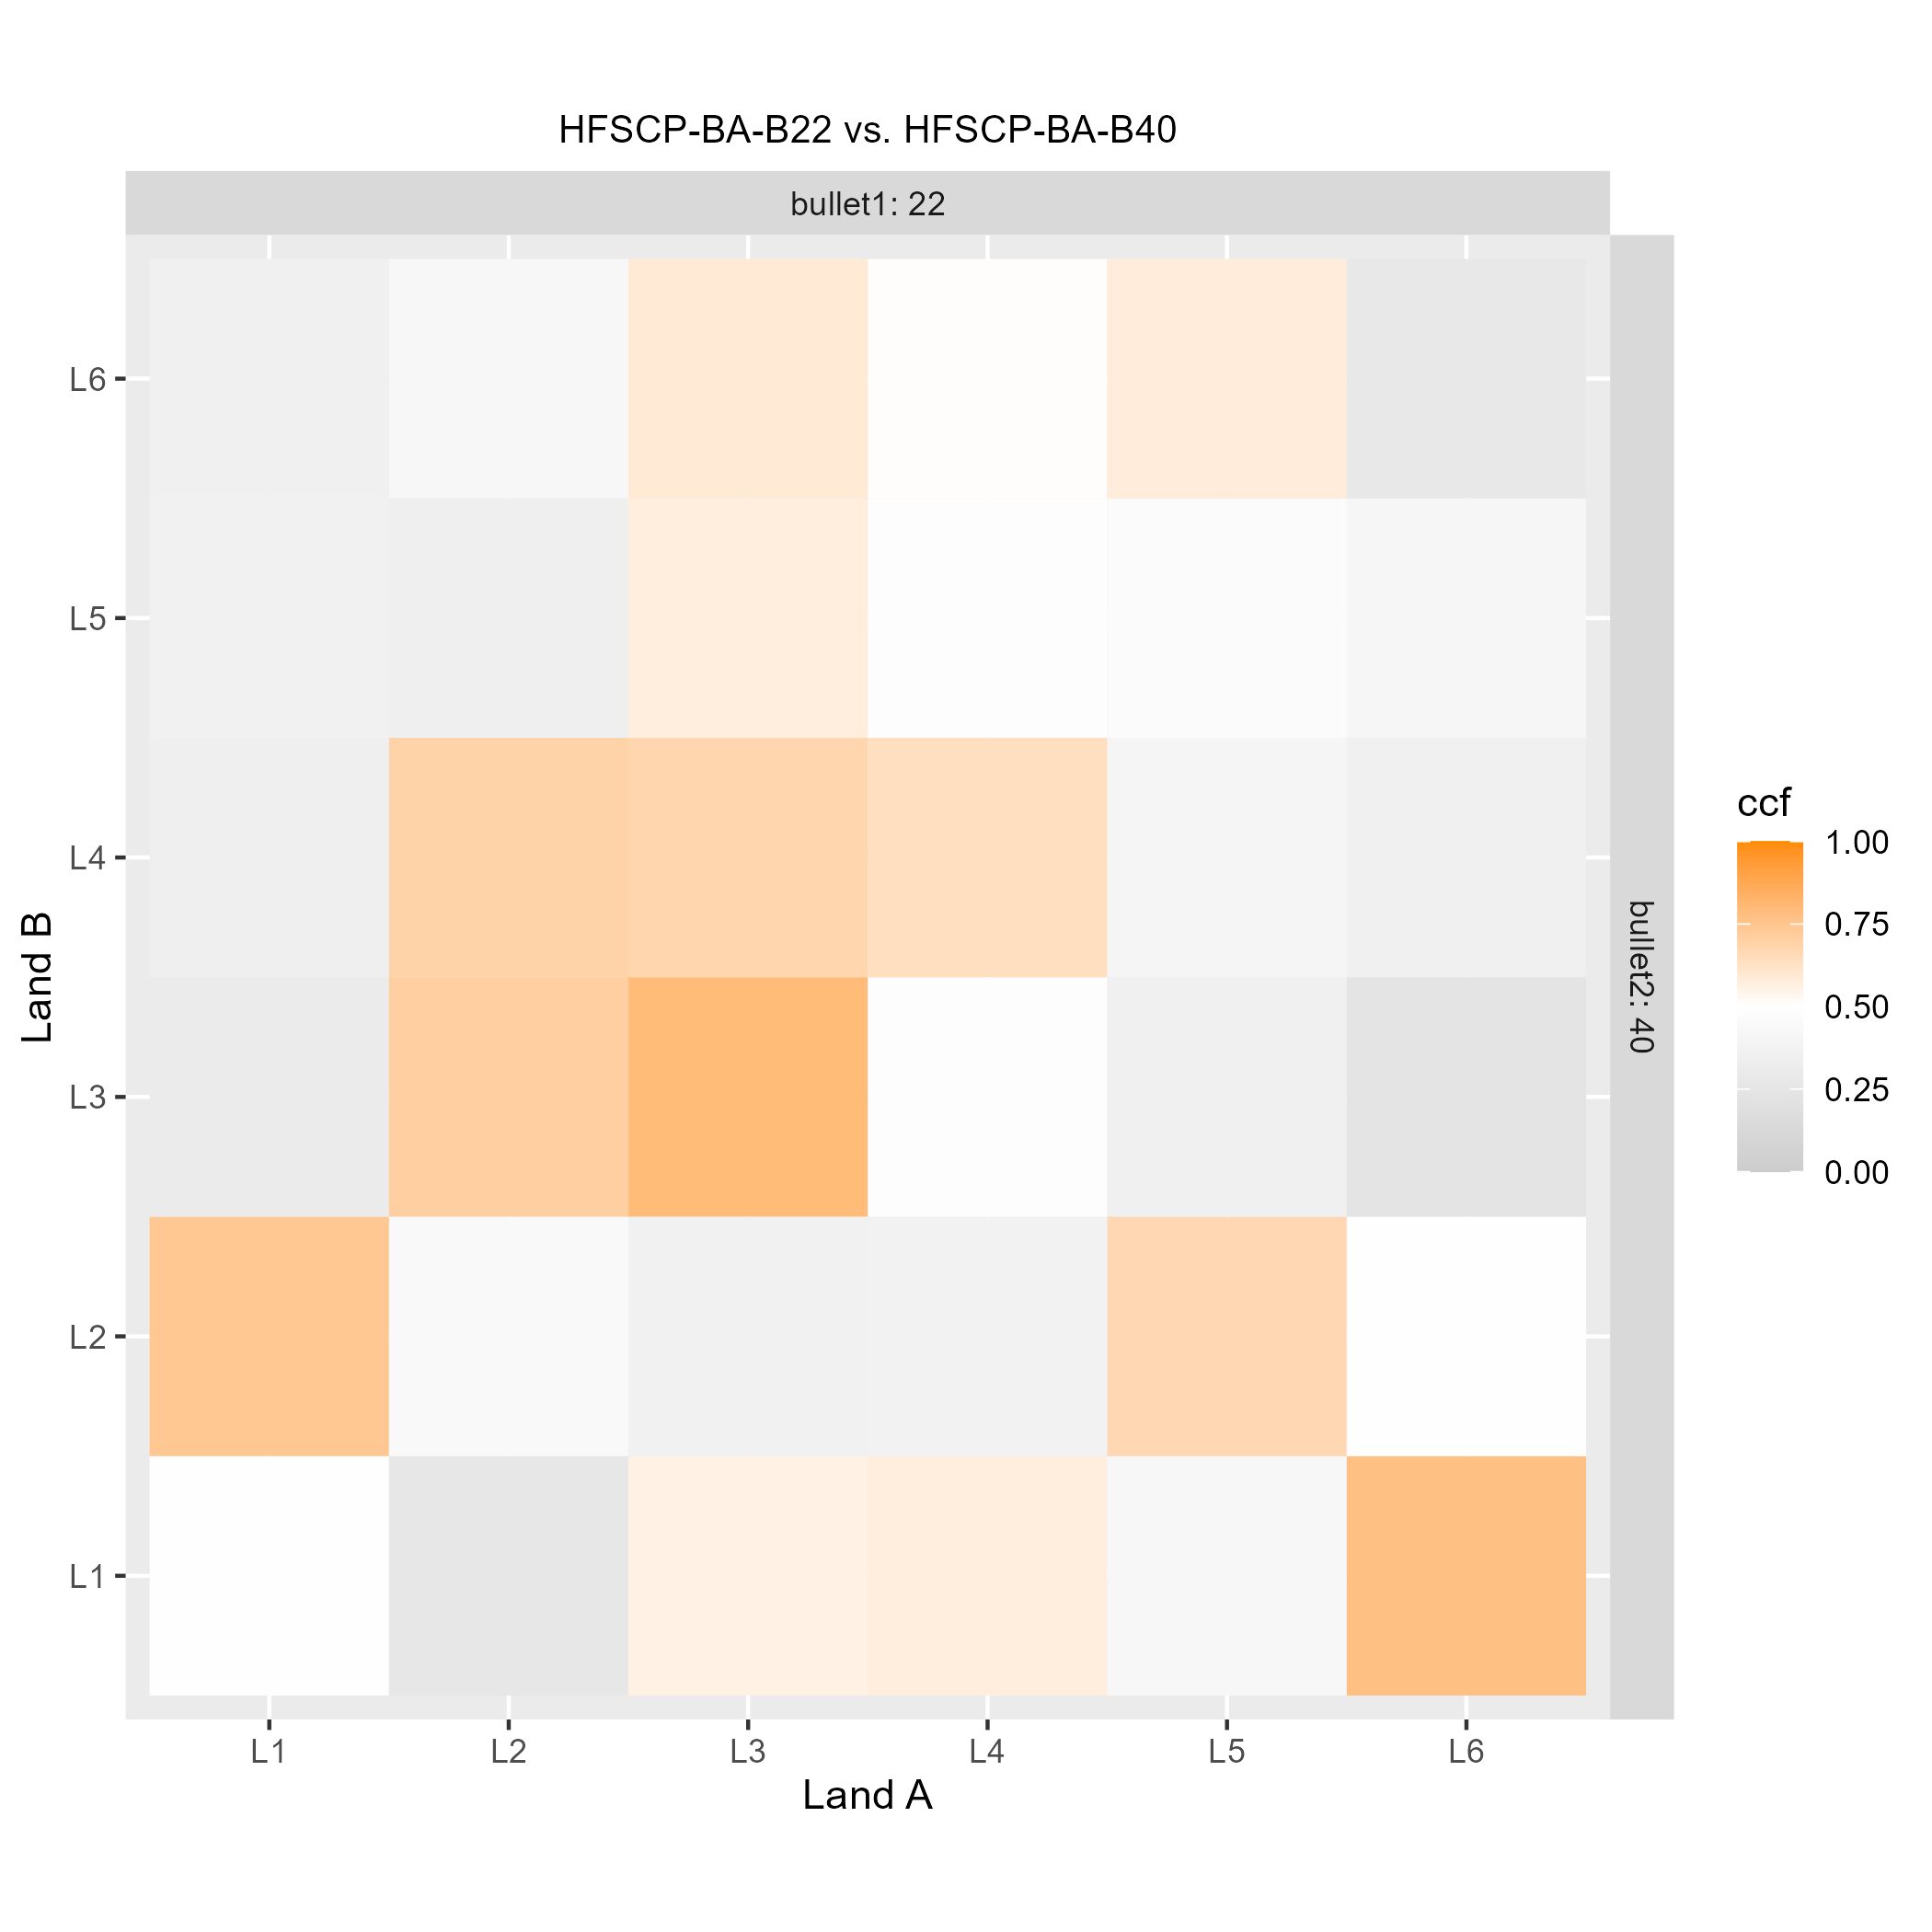 HFSCP-BA-B22 vs. HFSCP-BA-B40
bullet1: 22
L6
L5
L4
L3
L2
L1
Land B
bullet2: 40
ccf
1.00
0.75
0.50
0.25
0.00
L1 L2 L3 L4 L5 L6
Land A